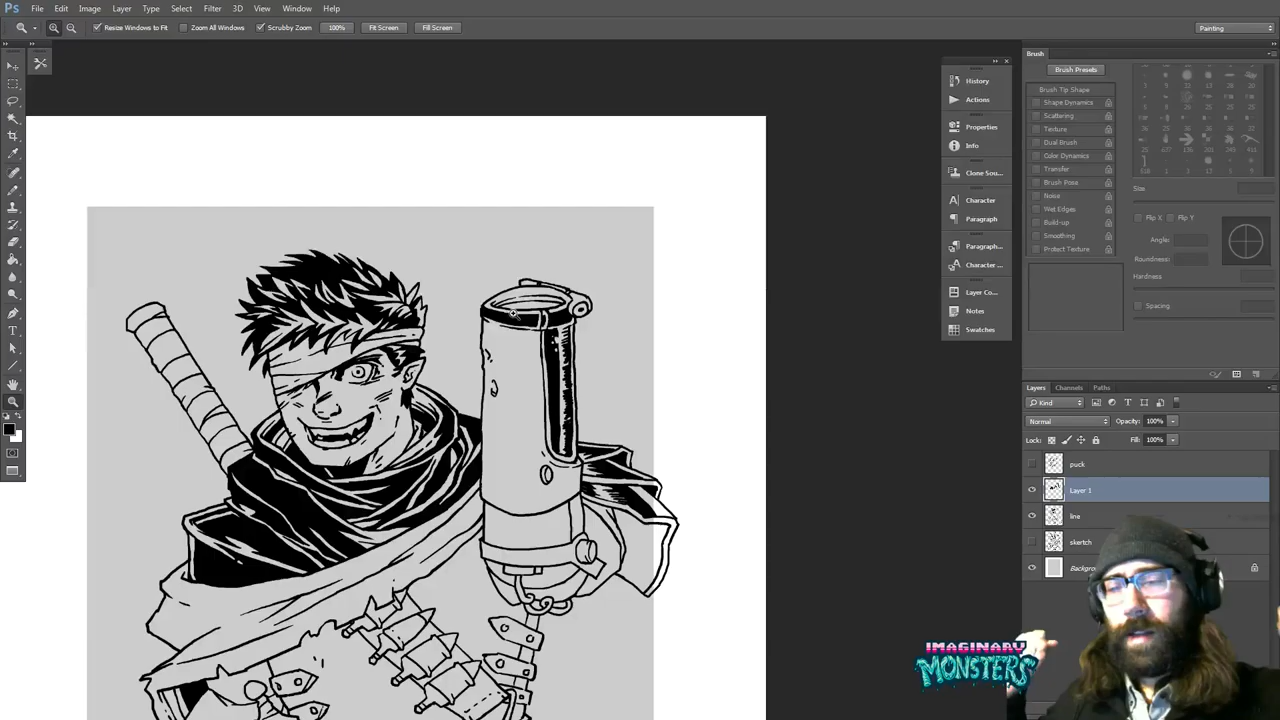 Ps File Edit Image Layer Type Select Filter 3D View Window Help
Resize Windows to Fit Zoom All Windows Scrubby Zoom 100% Fit Screen Fill Screen Painting
History
Actions
Properties
Info
Clone Sou...
Character
Paragraph
Paragraph...
Character ...
Layer Co...
Notes
Swatches
Brush
Brush Presets
Brush Tip Shape
Shape Dynamics
Scattering
Texture
Dual Brush
Color Dynamics
Transfer
Brush Pose
Noise
Wet Edges
Build-up
Smoothing
Protect Texture
Size
Flip X Flip Y
Angle:
Roundness:
Hardness
Spacing
Layers Channels Paths
Kind
Normal Opacity: 100%
Lock: Fill: 100%
puck
Layer 1
line
skertch
IMAGINARY
MONSTERS